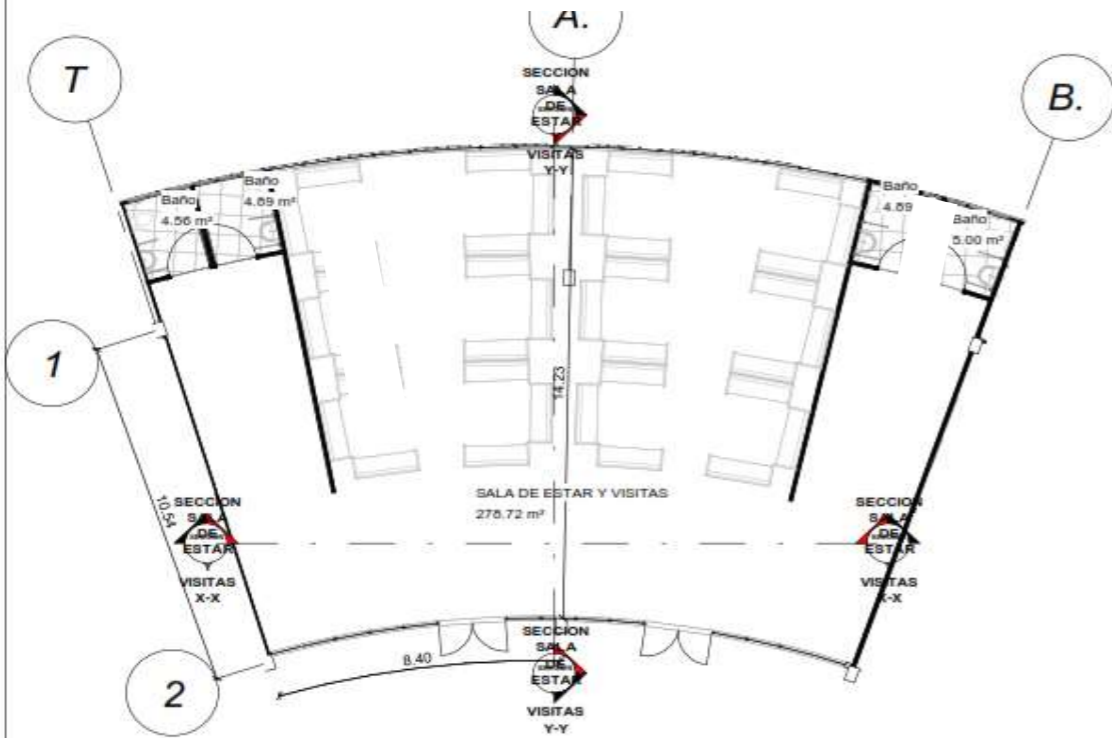 A.
T
B.
SECCION
SALA
DE
ESTAR
VISITAS
Y-Y
Baño
4.56 m²
Baño
4.89 m²
Baño
4.89
Baño
5.00 m²
1
14.23
10.54
SALA DE ESTAR Y VISITAS
278.72 m²
SECCION
SALA
DE
ESTAR
Y
VISITAS
X-X
SECCION
SALA
DE
ESTAR
VISITAS
X-X
2
8.40
SECCION
SALA
DE
ESTAR
VISITAS
Y-Y